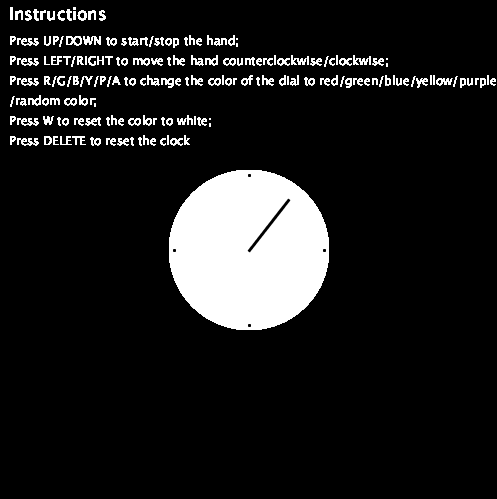 Instructions
Press UP/DOWN to start/stop the hand;
Press LEFT/RIGHT to move the hand counterclockwise/clockwise;
Press R/G/B/Y/P/A to change the color of the dial to red/green/blue/yellow/purple
/random color;
Press W to reset the color to white;
Press DELETE to reset the clock